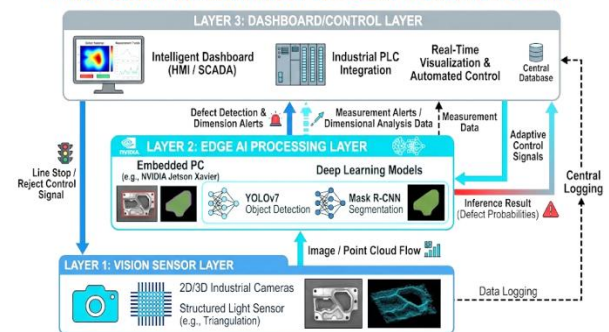 LAYER 3: DASHBOARD/CONTROL LAYER
Intelligent Dashboard
(HMI / SCADA)
Industrial PLC
Integration
Real-Time
Visualization &
Automated Control
Central
Database
Defect Detection &
Dimension Alerts
Measurement Alerts /
Dimensional Analysis Data
Measurement
Data
Adaptive
Control
Signals
Central
Logging
Line Stop /
Reject Control
Signal
NVIDIA
LAYER 2: EDGE AI PROCESSING LAYER
Embedded PC
(e.g., NVIDIA Jetson Xavier)
Deep Learning Models
YOLOv7
Object Detection
Mask R-CNN
Segmentation
Inference Result
(Defect Probabilities)
Image / Point Cloud Flow
LAYER 1: VISION SENSOR LAYER
2D/3D Industrial Cameras
Structured Light Sensor
(e.g., Triangulation)
Data Logging